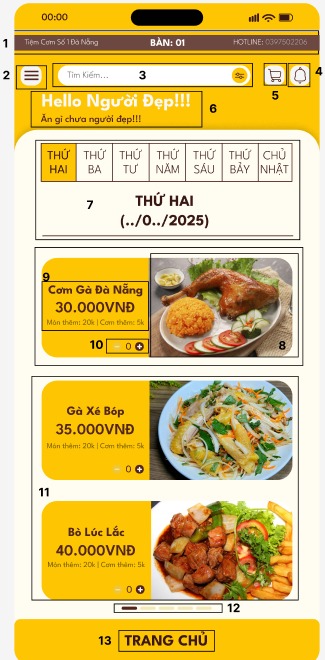 00:00
1 Tiệm Cơm Số 1 Đà Nẵng BÀN: 01 HOTLINE: 0397502206
2 Tìm Kiếm... 3 4
5
Hello Người Đẹp!!! 6
Ăn gì chưa người đẹp!!!
THỨ HAI THỨ BA THỨ TƯ THỨ NĂM THỨ SÁU THỨ BẢY CHỦ NHẬT
7 THỨ HAI
(../0../2025)
9
Cơm Gà Đà Nẵng
30.000VNĐ
Món thêm: 20k | Cơm thêm: 5k
10 0 8
Gà Xé Bóp
35.000VNĐ
Món thêm: 20k | Cơm thêm: 5k
0
11
Bò Lúc Lắc
40.000VNĐ
Món thêm: 20k | Cơm thêm: 5k
0
12
13 TRANG CHỦ